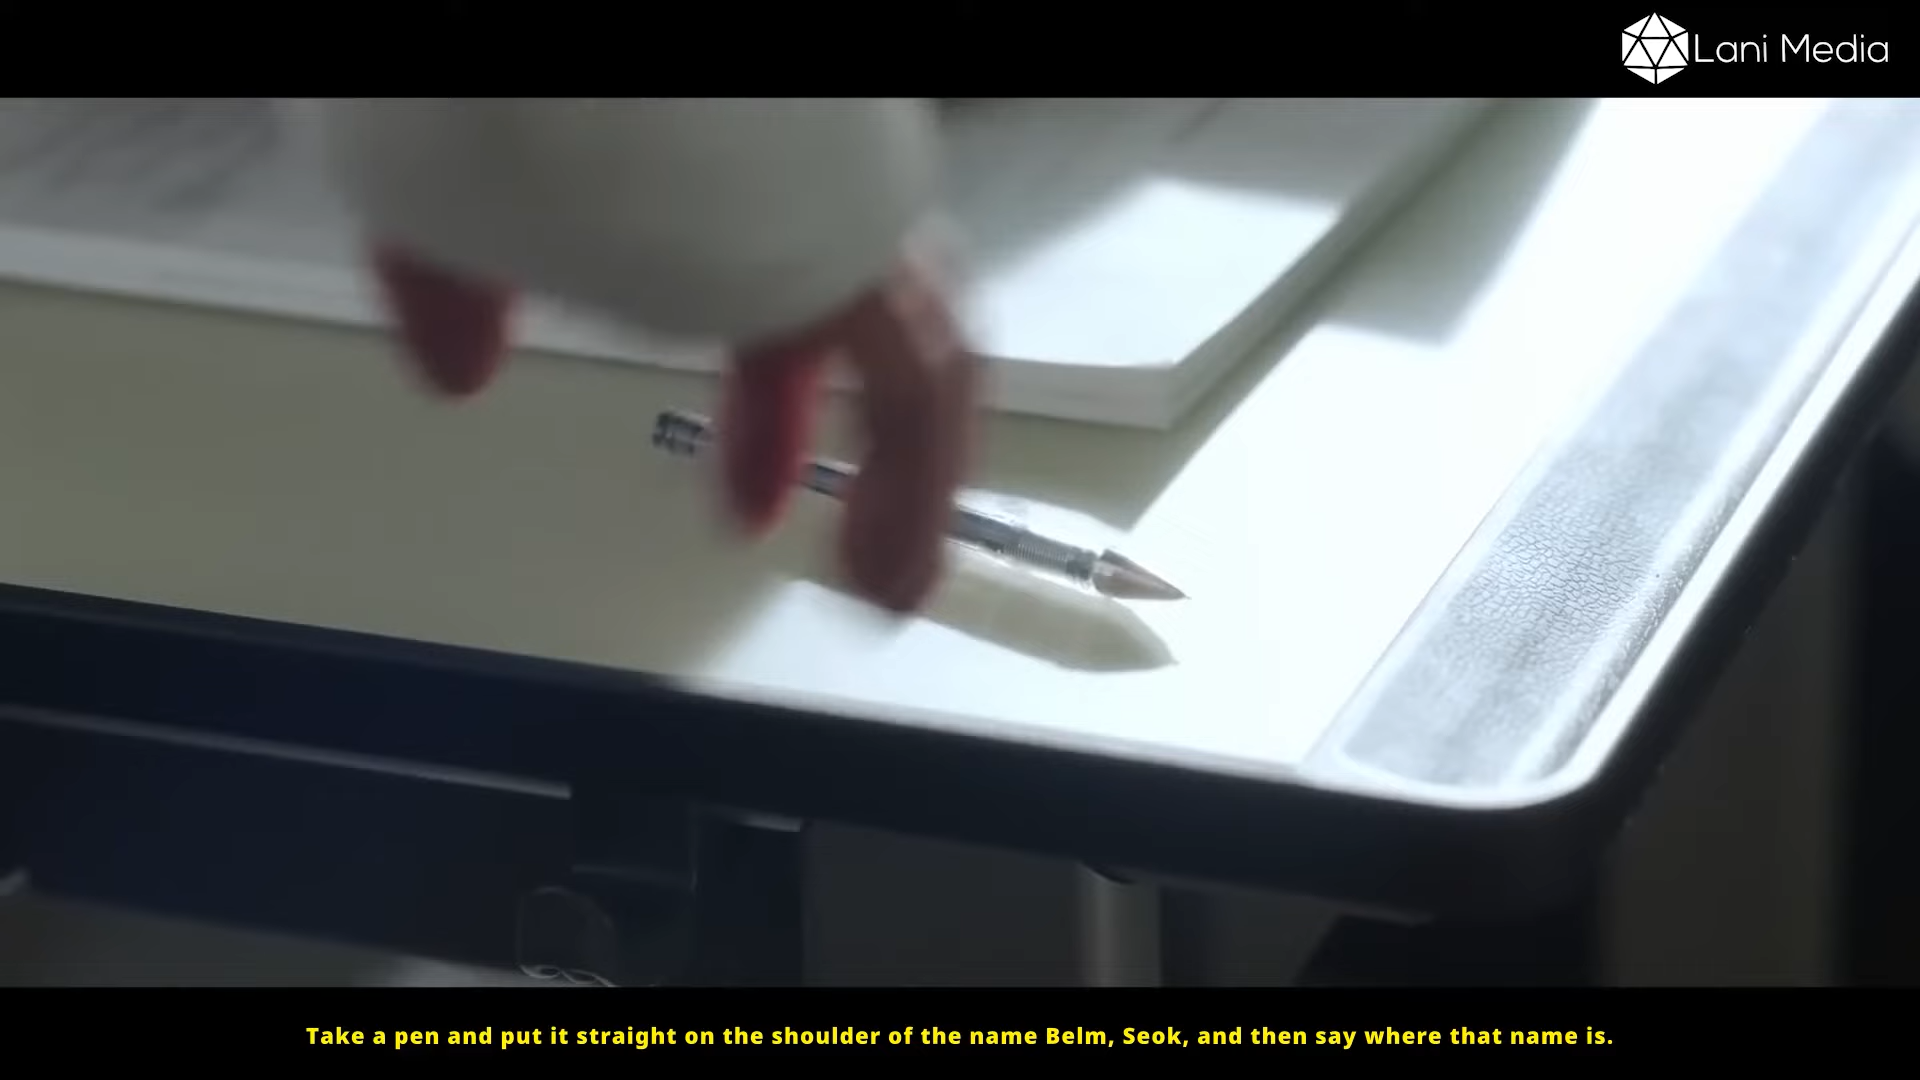 Lani Media
Take a pen and put it straight on the shoulder of the name Belm, Seok, and then say where that name is.